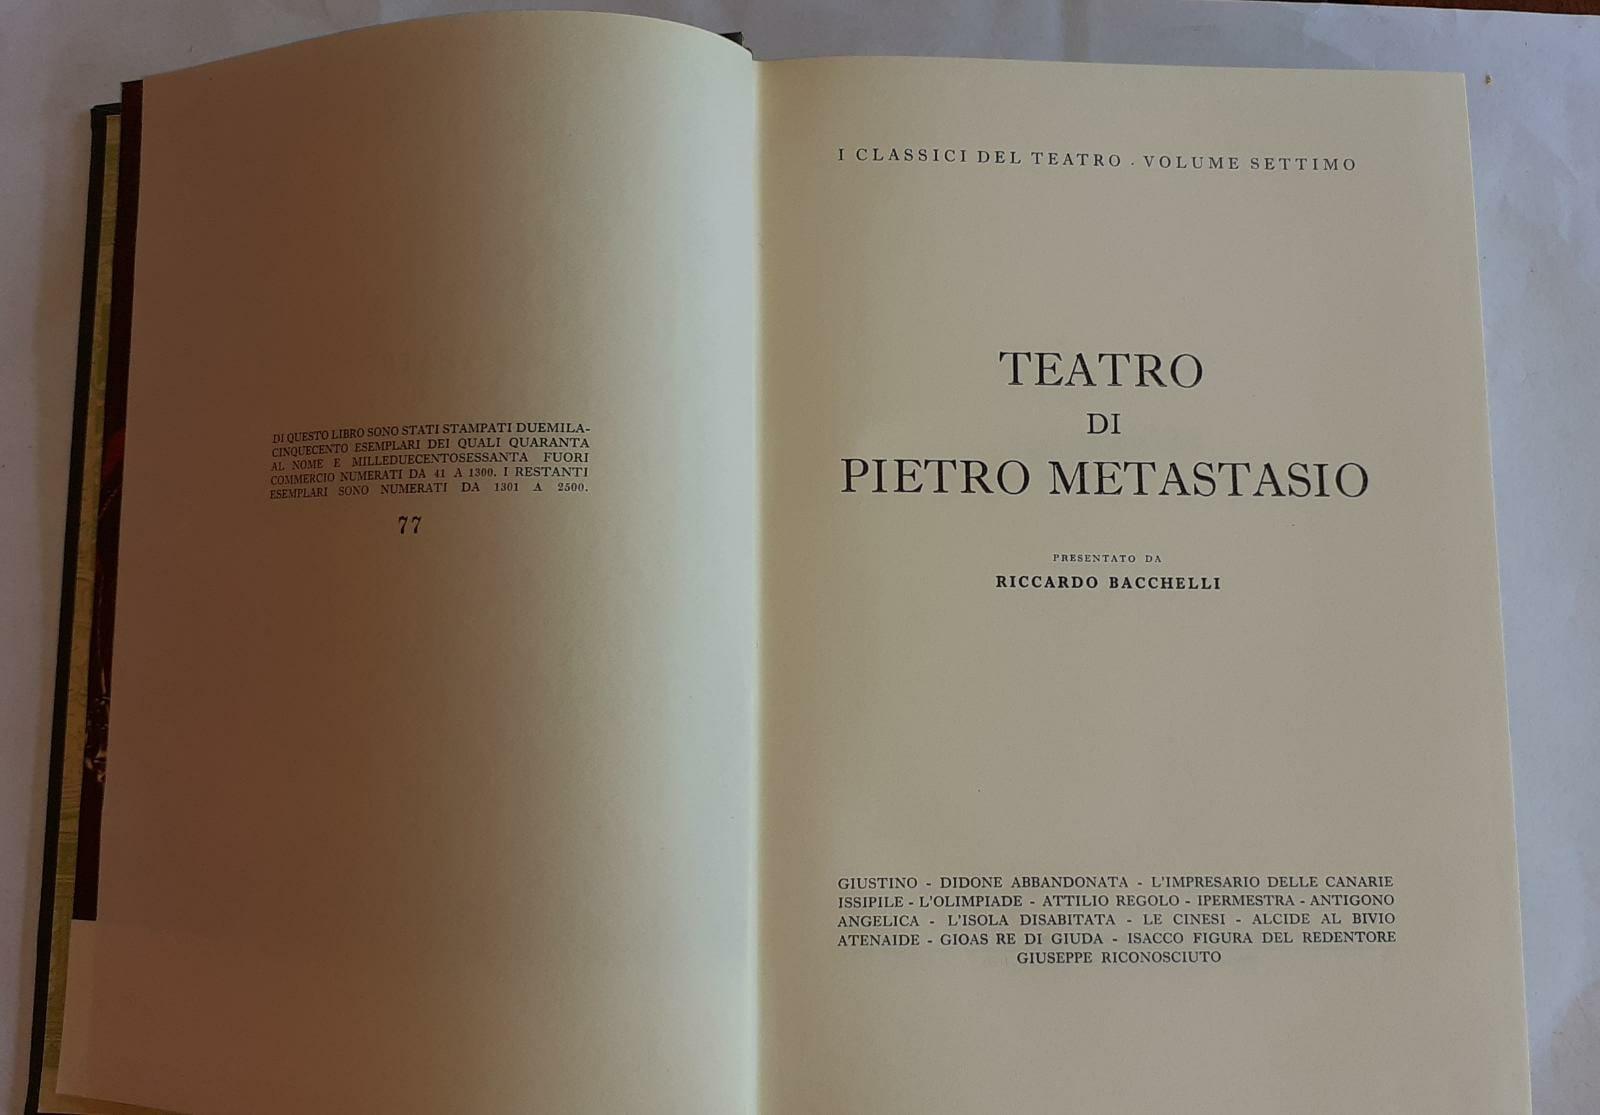 DI QUESTO LIBRO SONO STATI STAMPATI DUEMILA-
CINQUECENTO ESEMPLARI DEI QUALI QUARANTA
AL NOME E MILLEDUECENTOSESSANTA FUORI
COMMERCIO NUMERATI DA 41 A 1300. I RESTANTI
ESEMPLARI SONO NUMERATI DA 1301 A 2500.
77
I CLASSICI DEL TEATRO . VOLUME SETTIMO
TEATRO
DI
PIETRO METASTASIO
PRESENTATO DA
RICCARDO BACCHELLI
GIUSTINO - DIDONE ABBANDONATA - L'IMPRESARIO DELLE CANARIE
ISSIPILE - L'OLIMPIADE - ATTILIO REGOLO - IPERMESTRA - ANTIGONO
ANGELICA - L'ISOLA DISABITATA - LE CINESI - ALCIDE AL BIVIO
ATENAIDE - GIOAS RE DI GIUDA - ISACCO FIGURA DEL REDENTORE
GIUSEPPE RICONOSCIUTO